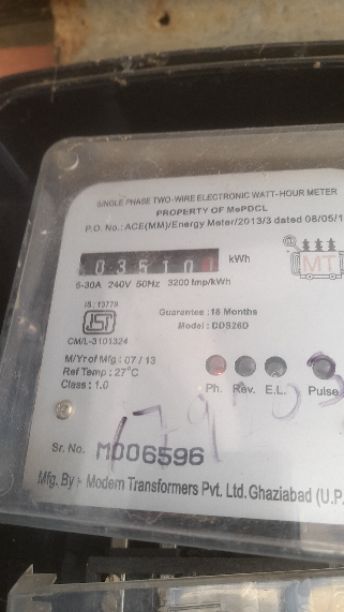 SINGLE PHASE TWO-WIRE ELECTRONIC WATT-HOUR METER
PROPERTY OF MePDCL
P.O. No.: ACE(MM)/Energy Meter/2013/3 dated 08/05/1
03510 kWh
5-30A 240V 50Hz 3200 Imp/kWh
MT
IS : 13779
Guarantee : 18 Months
Model : DDS26D
CM/L-3101324
M/Yr of Mfg : 07 / 13
Ref Temp : 27°C
Class : 1.0
Ph. Rev. E.L. Pulse
Sr. No. M006596
Mfg. By :- Modern Transformers Pvt. Ltd. Ghaziabad (U.P.